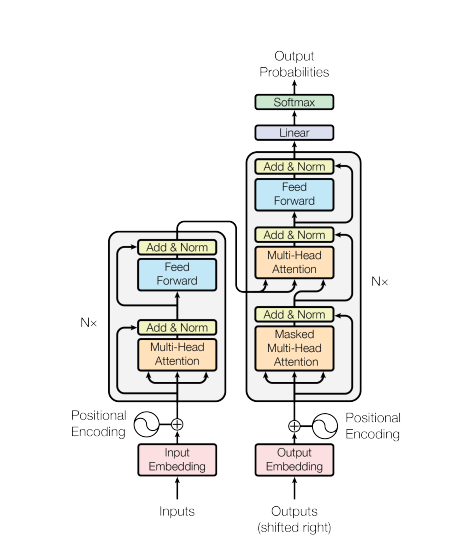 Output
Probabilities
Softmax
Linear
Add & Norm
Feed
Forward
Add & Norm
Multi-Head
Attention
Add & Norm
Masked
Multi-Head
Attention
N×
Positional
Encoding
Output
Embedding
Outputs
(shifted right)
Add & Norm
Feed
Forward
N×
Add & Norm
Multi-Head
Attention
Positional
Encoding
Input
Embedding
Inputs